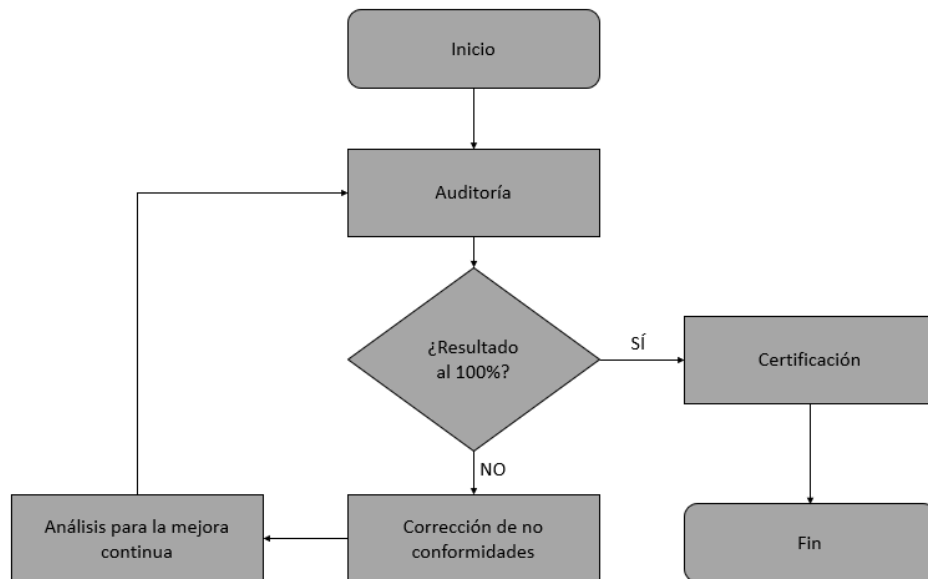 Inicio
Auditoría
¿Resultado
al 100%?
SÍ
Certificación
NO
Análisis para la mejora
continua
Corrección de no
conformidades
Fin